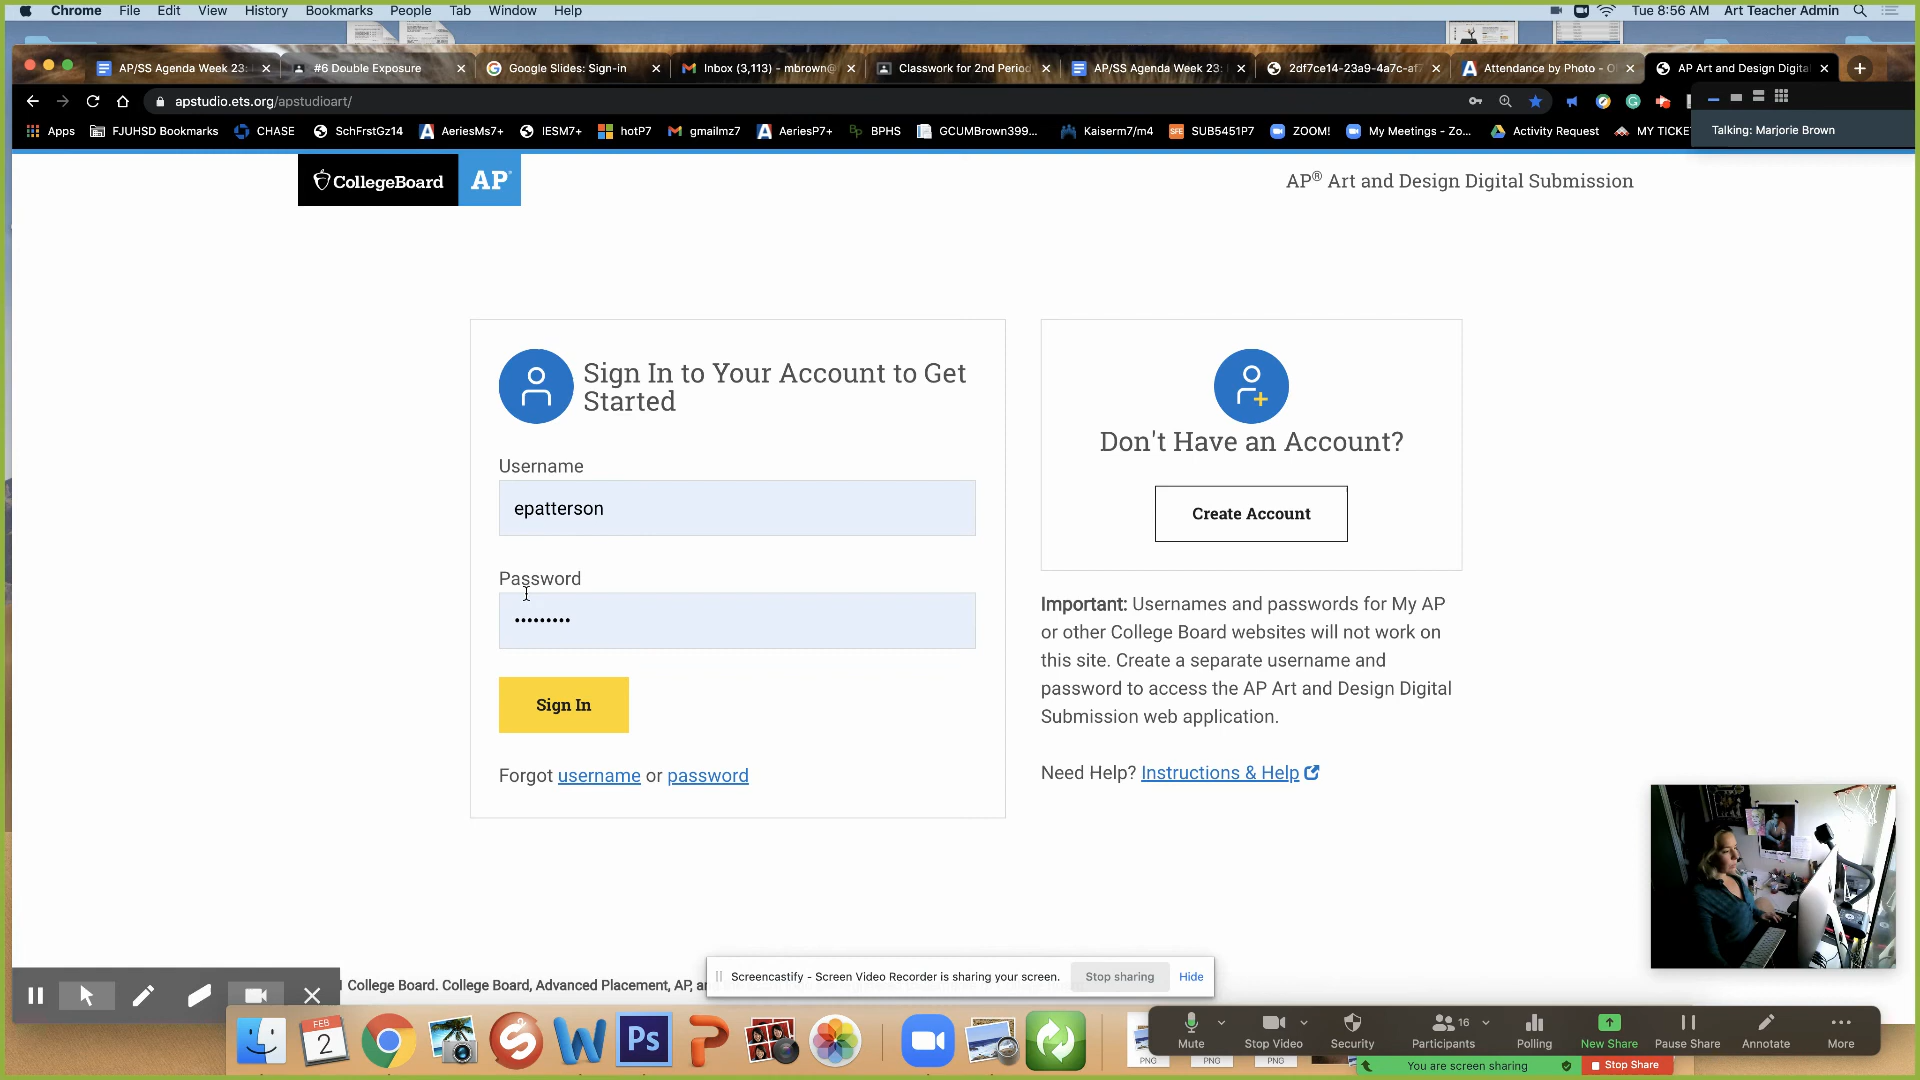 Chrome File Edit View History Bookmarks People Tab Window Help Tue 8:56 AM Art Teacher Admin
AP/SS Agenda Week 23: #6 Double Exposure Google Slides: Sign-in Inbox (3,113) - mbrown@ Classwork for 2nd Period AP/SS Agenda Week 23: 2df7ce14-23a9-4a7c-af7 Attendance by Photo - O AP Art and Design Digita
apstudio.ets.org/apstudioart/
Apps FJUHSD Bookmarks CHASE SchFrstGz14 AeriesMs7+ IESM7+ hotP7 gmailmz7 AeriesP7+ BPHS GCUMBrown399... Kaiserm7/m4 SUB5451P7 ZOOM! My Meetings - Zo... Activity Request MY TICKE
Talking: Marjorie Brown
CollegeBoard AP
AP® Art and Design Digital Submission
Sign In to Your Account to Get
Started
Username
epatterson
Password
Sign In
Forgot username or password
Don't Have an Account?
Create Account
Important: Usernames and passwords for My AP
or other College Board websites will not work on
this site. Create a separate username and
password to access the AP Art and Design Digital
Submission web application.
Need Help? Instructions & Help
Screencastify - Screen Video Recorder is sharing your screen. Stop sharing Hide
College Board. College Board, Advanced Placement, AP,
FEB
2
W Ps
PNG PNG PNG
16
Mute Stop Video Security Participants Polling New Share Pause Share Annotate More
You are screen sharing Stop Share